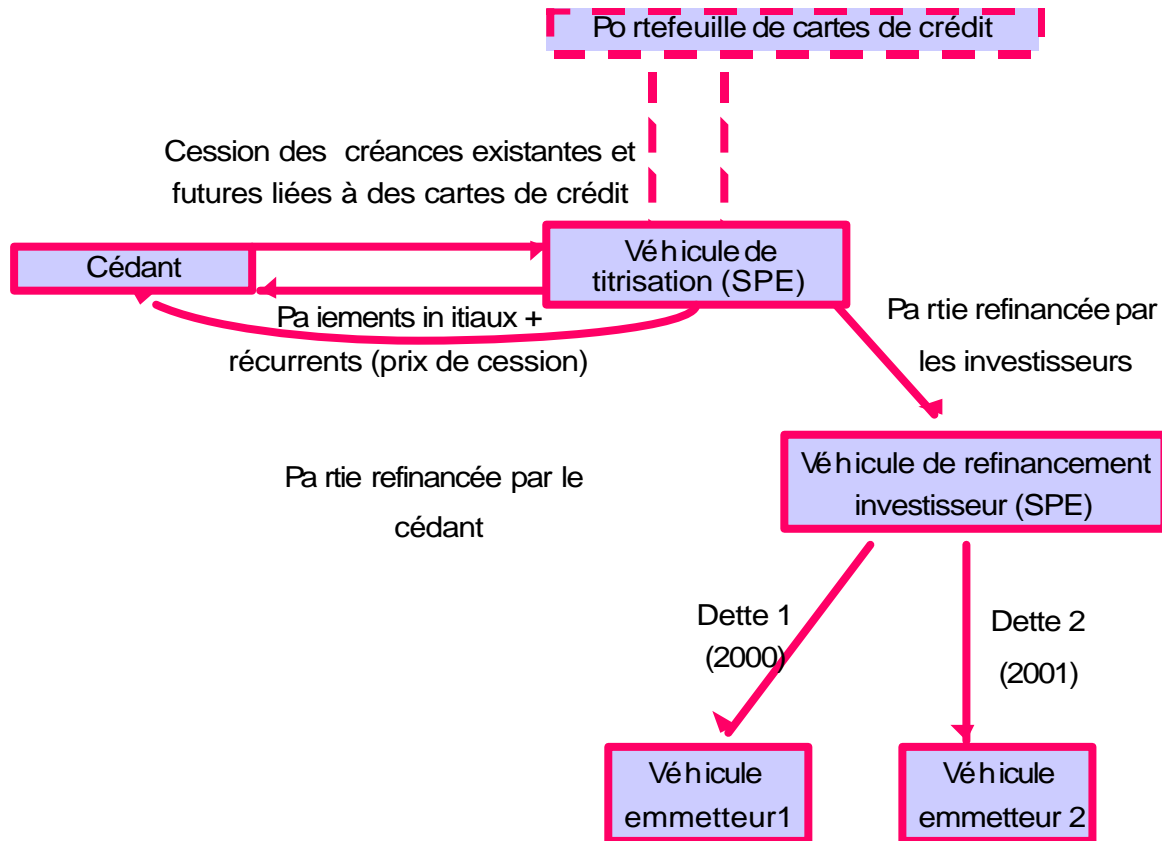 Po rtefeuille de cartes de crédit
Cession des créances existantes et
futures liées à des cartes de crédit
Cédant
Véhicule de
titrisation (SPE)
Pa iements in itiaux +
récurrents (prix de cession)
Pa rtie refinancée par
les investisseurs
Pa rtie refinancée par le
cédant
Véhicule de refinancement
investisseur (SPE)
Dette 1
(2000)
Dette 2
(2001)
Véhicule
emmetteur1
Véhicule
emmetteur 2